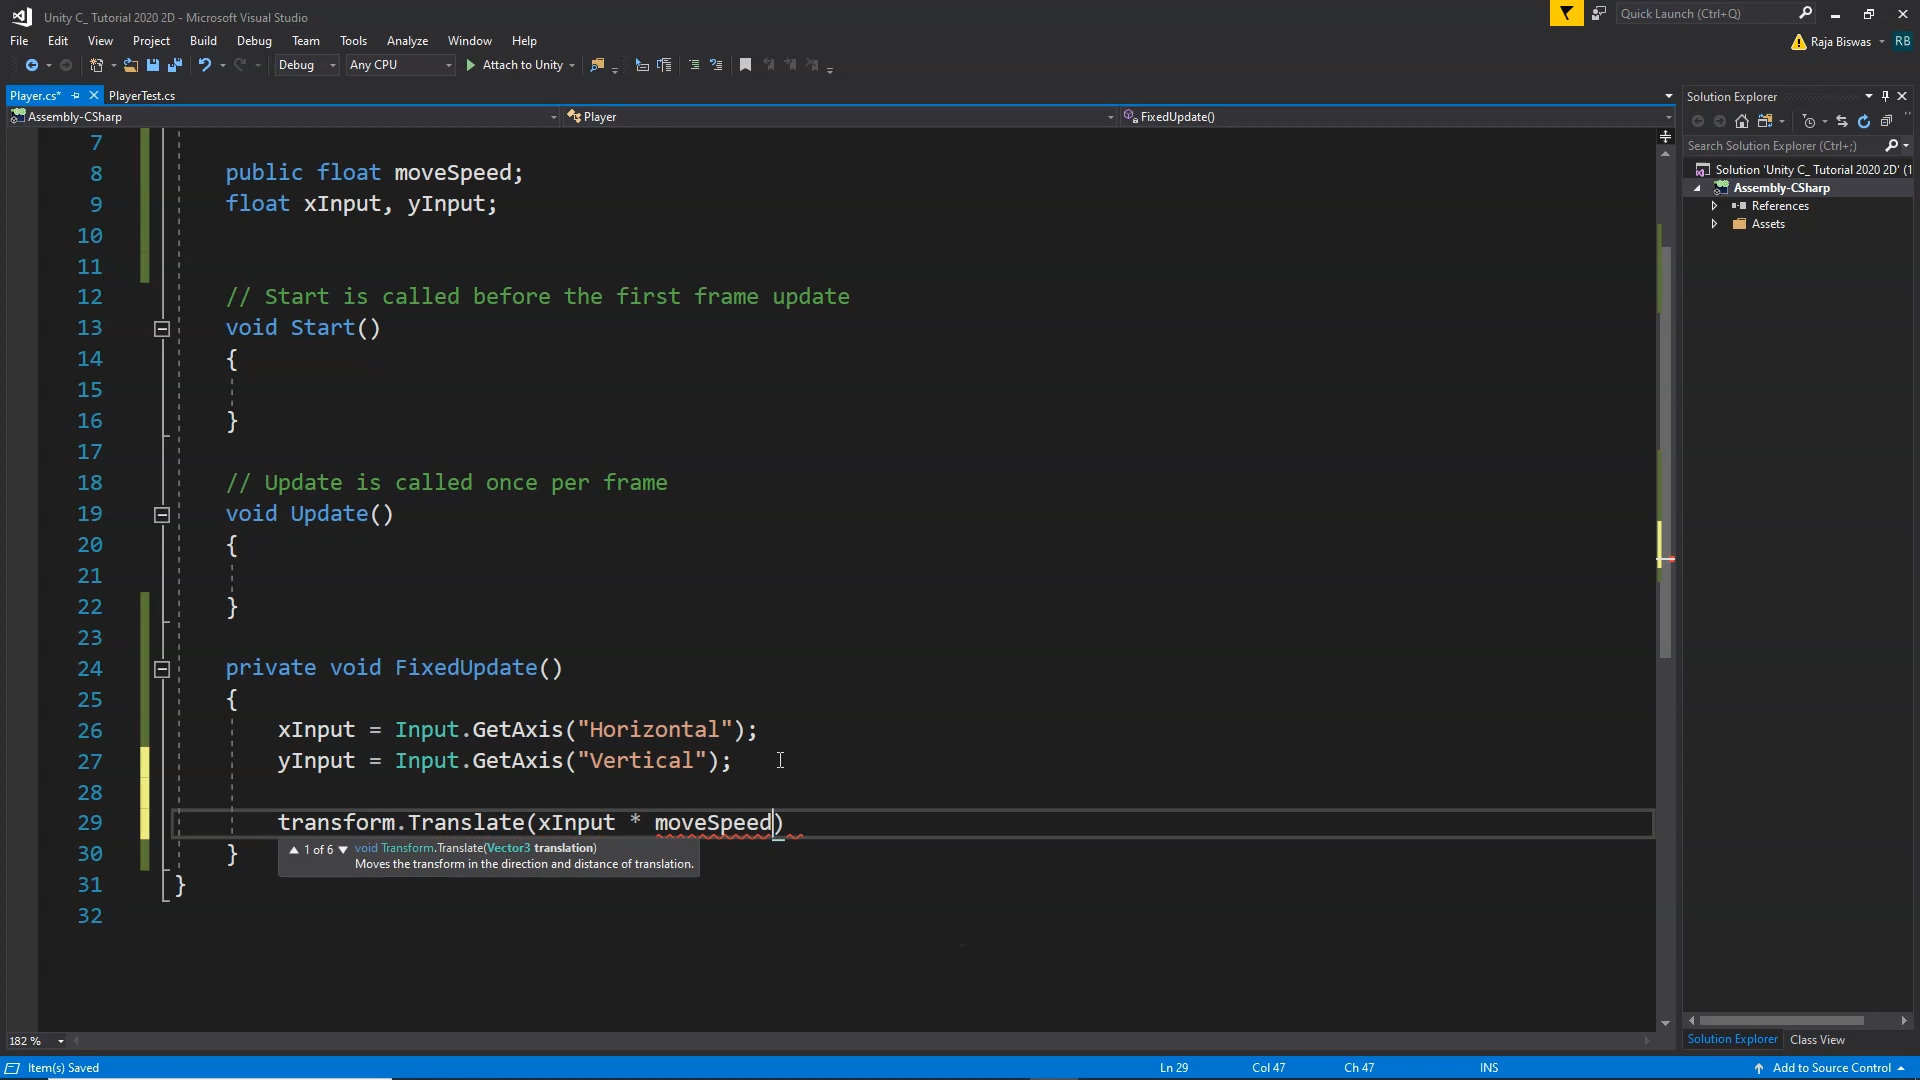 Unity C_ Tutorial 2020 2D - Microsoft Visual Studio
Quick Launch (Ctrl+Q)
File Edit View Project Build Debug Team Tools Analyze Window Help
Raja Biswas RB
Debug Any CPU Attach to Unity
Player.cs* PlayerTest.cs
Assembly-CSharp Player FixedUpdate()
7
8 public float moveSpeed;
9 float xInput, yInput;
10
11
12 // Start is called before the first frame update
13 void Start()
14 {
15
16 }
17
18 // Update is called once per frame
19 void Update()
20 {
21
22 }
23
24 private void FixedUpdate()
25 {
26 xInput = Input.GetAxis("Horizontal");
27 yInput = Input.GetAxis("Vertical");
28
29 transform.Translate(xInput * moveSpeed)
30 }
1 of 6 void Transform.Translate(Vector3 translation)
Moves the transform in the direction and distance of translation.
31 }
32
182 %
Solution Explorer
Search Solution Explorer (Ctrl+;)
Solution 'Unity C_ Tutorial 2020 2D' (1
Assembly-CSharp
References
Assets
Solution Explorer Class View
Item(s) Saved Ln 29 Col 47 Ch 47 INS Add to Source Control